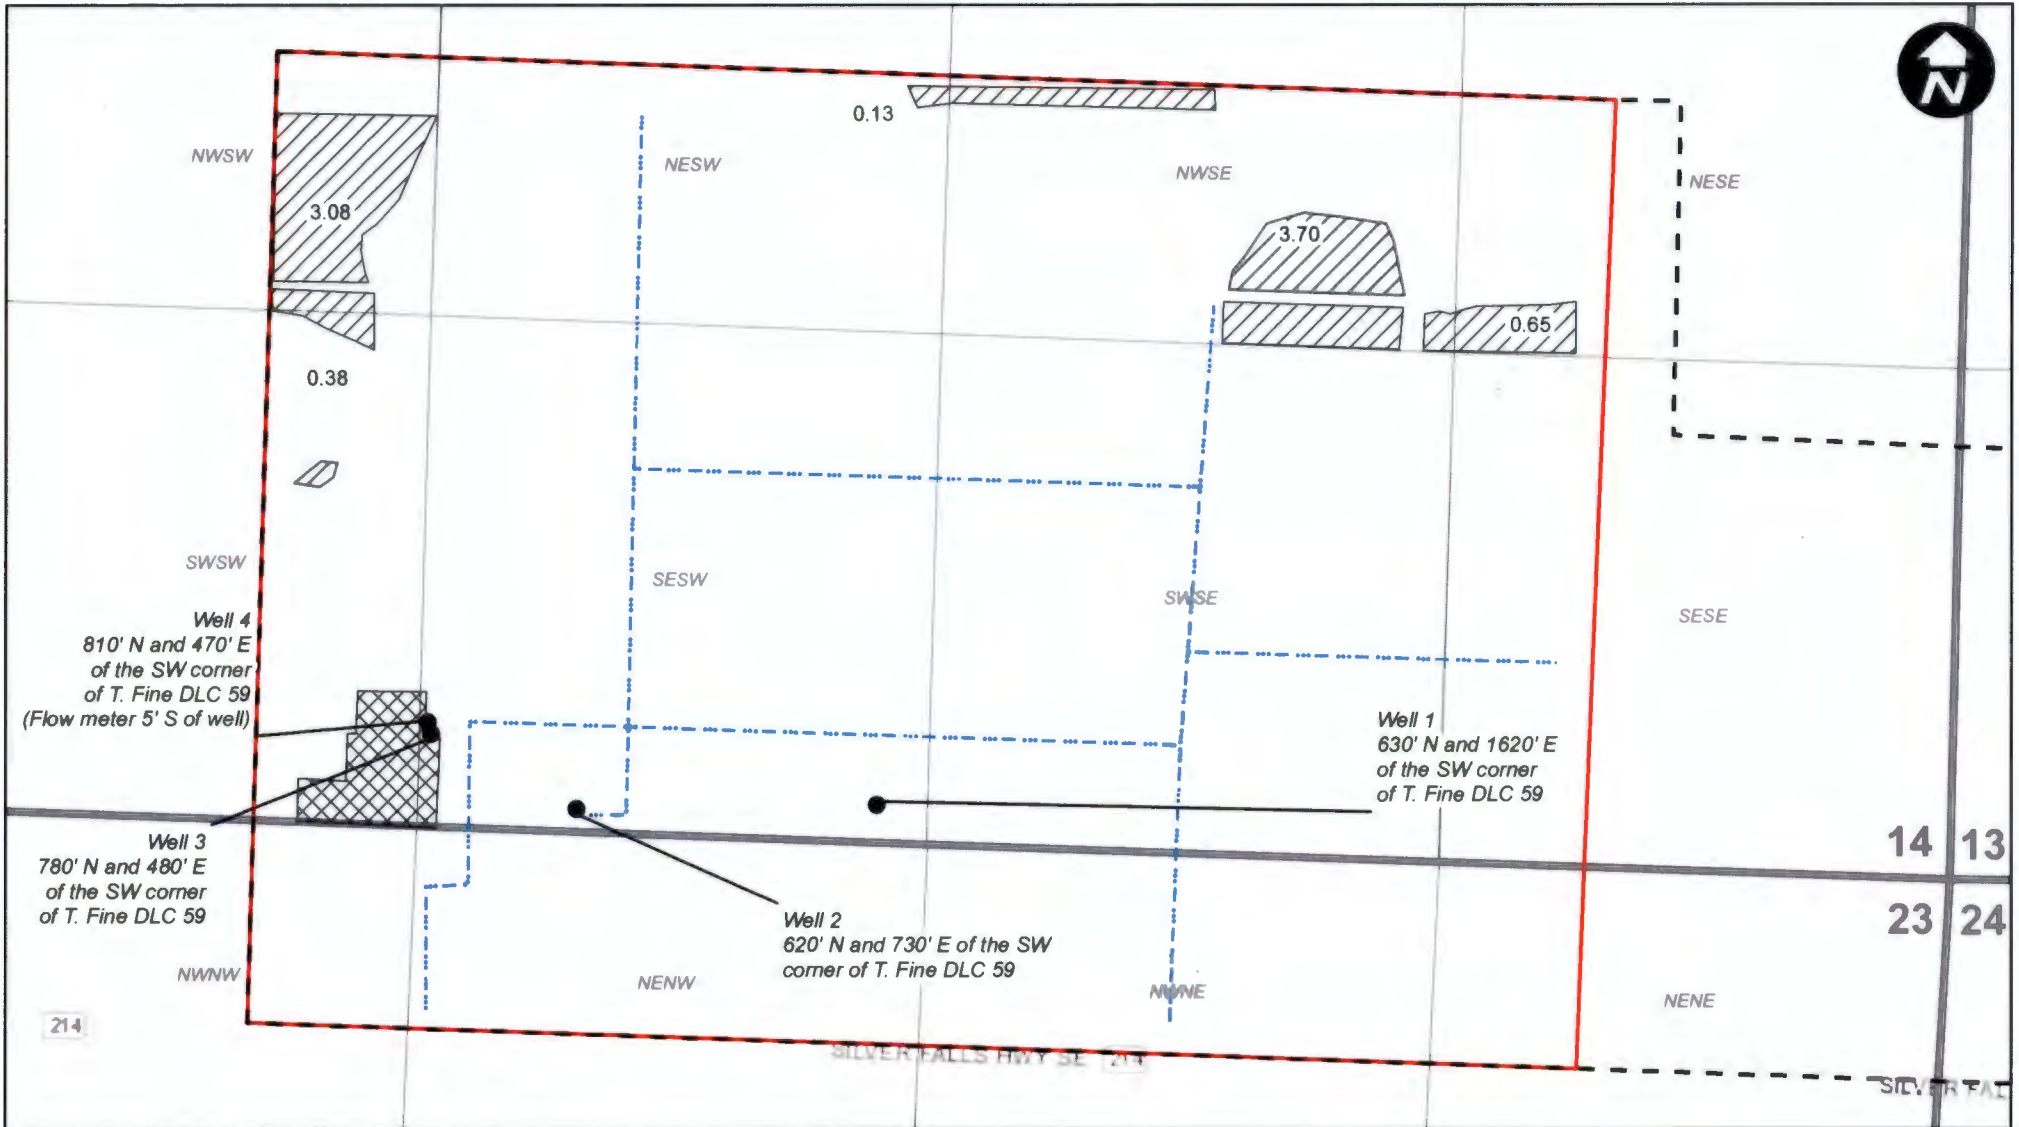 N
0.13
NWSW
NESW
NWSE
NESE
3.08
3.70
0.65
0.38
SWSW
SESW
SWSE
SESE
Well 4
810' N and 470' E
of the SW corner
of T. Fine DLC 59
(Flow meter 5' S of well)
Well 1
630' N and 1620' E
of the SW corner
of T. Fine DLC 59
Well 3
780' N and 480' E
of the SW corner
of T. Fine DLC 59
14 13
23 24
Well 2
620' N and 730' E of the SW
corner of T. Fine DLC 59
NWNW
NENW
NWNE
NENE
214
SILVER FALLS HWY SE 214
SILVER FAL